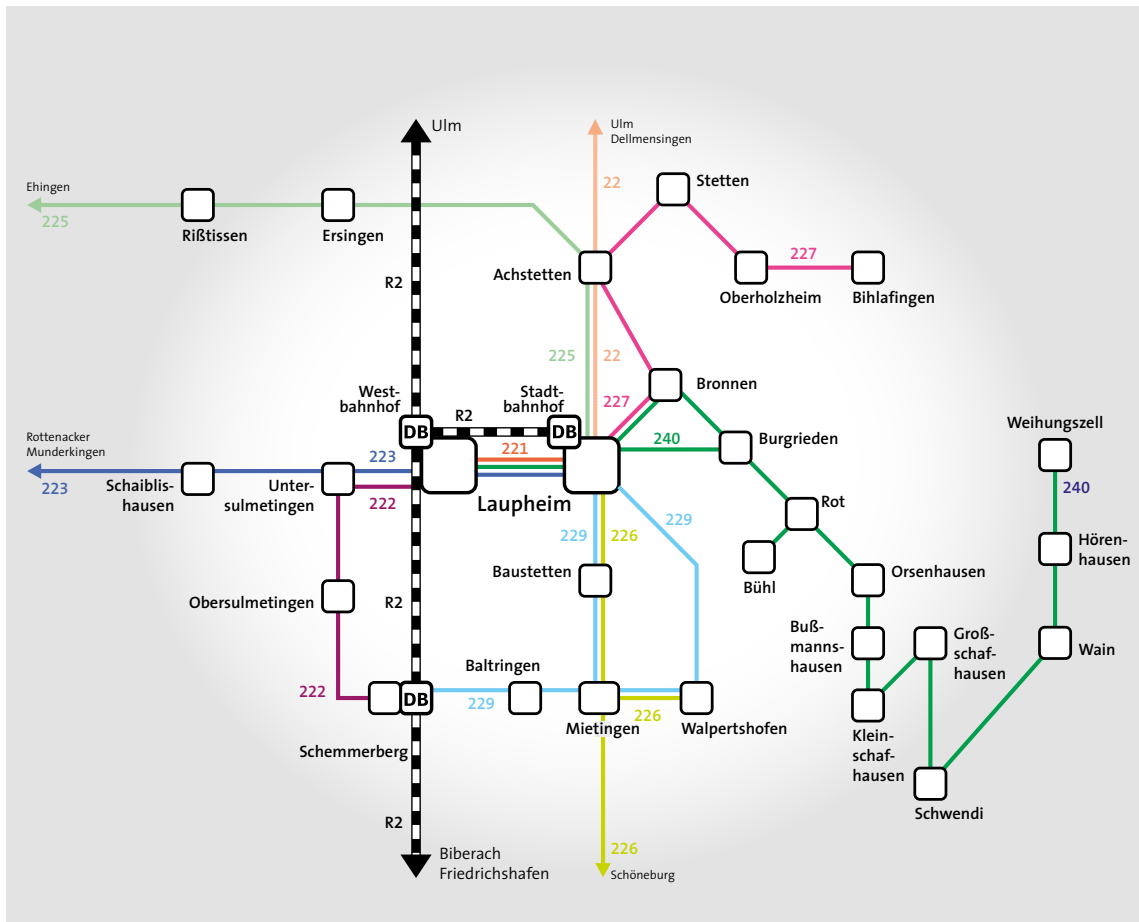 Ulm
Ulm
Dellmensingen
Ehingen
225
22
Stetten
Rißtissen
Ersingen
227
Achstetten
R2
Oberholzheim
Bihlafingen
225
22
Bronnen
West-
bahnhof
Stadt-
bahnhof
R2
227
DB
DB
240
Burgrieden
Weihungszell
Rottenacker
Munderkingen
223
221
223
222
Schaiblis-
hausen
Unter-
sulmetingen
Laupheim
240
Rot
229
226
229
Hören-
hausen
Baustetten
Bühl
Orsenhausen
Obersulmetingen
R2
Buß-
manns-
hausen
Groß-
schaf-
hausen
Wain
Baltringen
222
DB
229
226
Mietingen
Walpertshofen
Klein-
schaf-
hausen
Schemmerberg
Schwendi
R2
226
Biberach
Friedrichshafen
Schöneburg